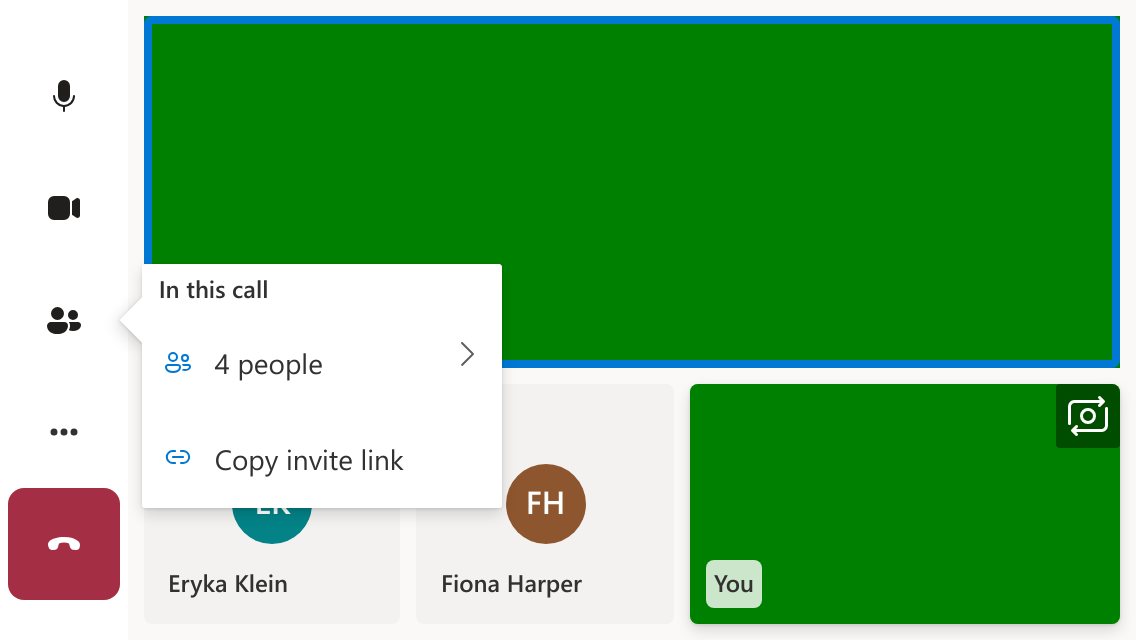 In this call
4 people
Copy invite link
FH
Eryka Klein
Fiona Harper
You